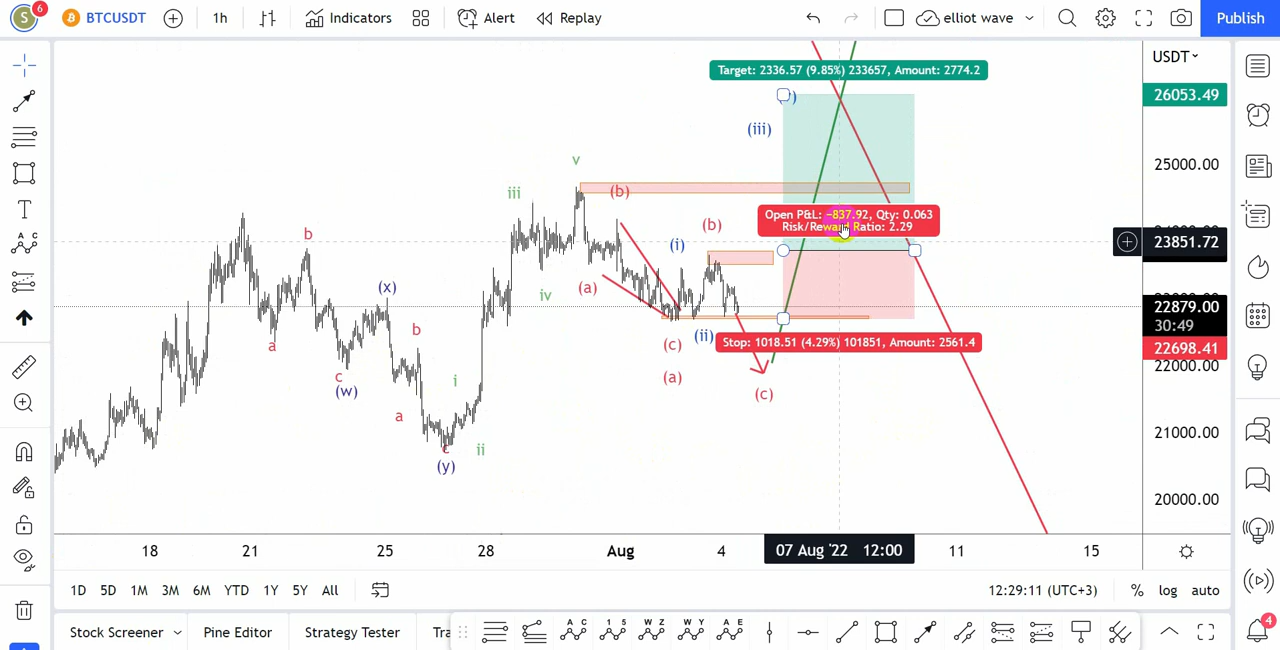 S 6 BTCUSDT 1h Indicators Alert Replay elliot wave Publish
USDT
Target: 2336.57 (9.85%) 233657, Amount: 2774.2
26053.49
(iii)
v
25000.00
iii
(b)
b
(b)
Open P&L: −837.92, Qty: 0.063
Risk/Reward Ratio: 2.29
(i)
23851.72
(x)
iv
(a)
22879.00
30:49
b
a
(c)
(ii)
Stop: 1018.51 (4.29%) 101851, Amount: 2561.4
22698.41
22000.00
c
(w)
i
(a)
(c)
a
21000.00
c
ii
(y)
20000.00
18 21 25 28 Aug 4 07 Aug '22 12:00 11 15
1D 5D 1M 3M 6M YTD 1Y 5Y All 12:29:11 (UTC+3) % log auto
Stock Screener Pine Editor Strategy Tester Tra
A C 1 5 W Z W Y A E
4